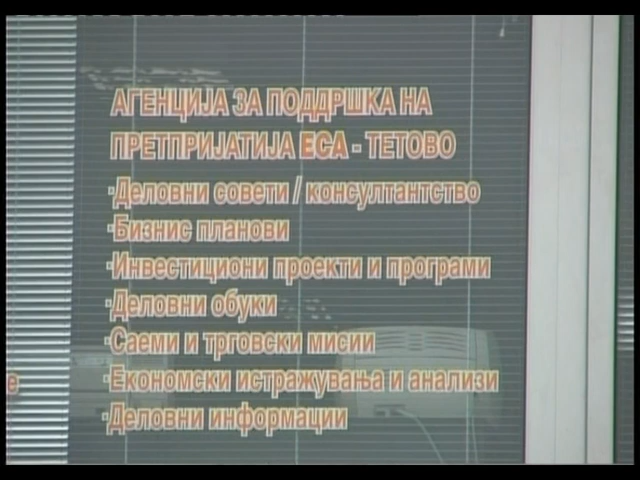 АГЕНЦИЈА ЗА ПОДДРШКА НА
ПРЕТПРИЈАТИЈА ЕСА - ТЕТОВО
·Деловни совети / консултантство
·Бизнис планови
·Инвестициони проекти и програми
·Деловни обуки
·Саеми и трговски мисии
·Економски истражувања и анализи
·Деловни информации